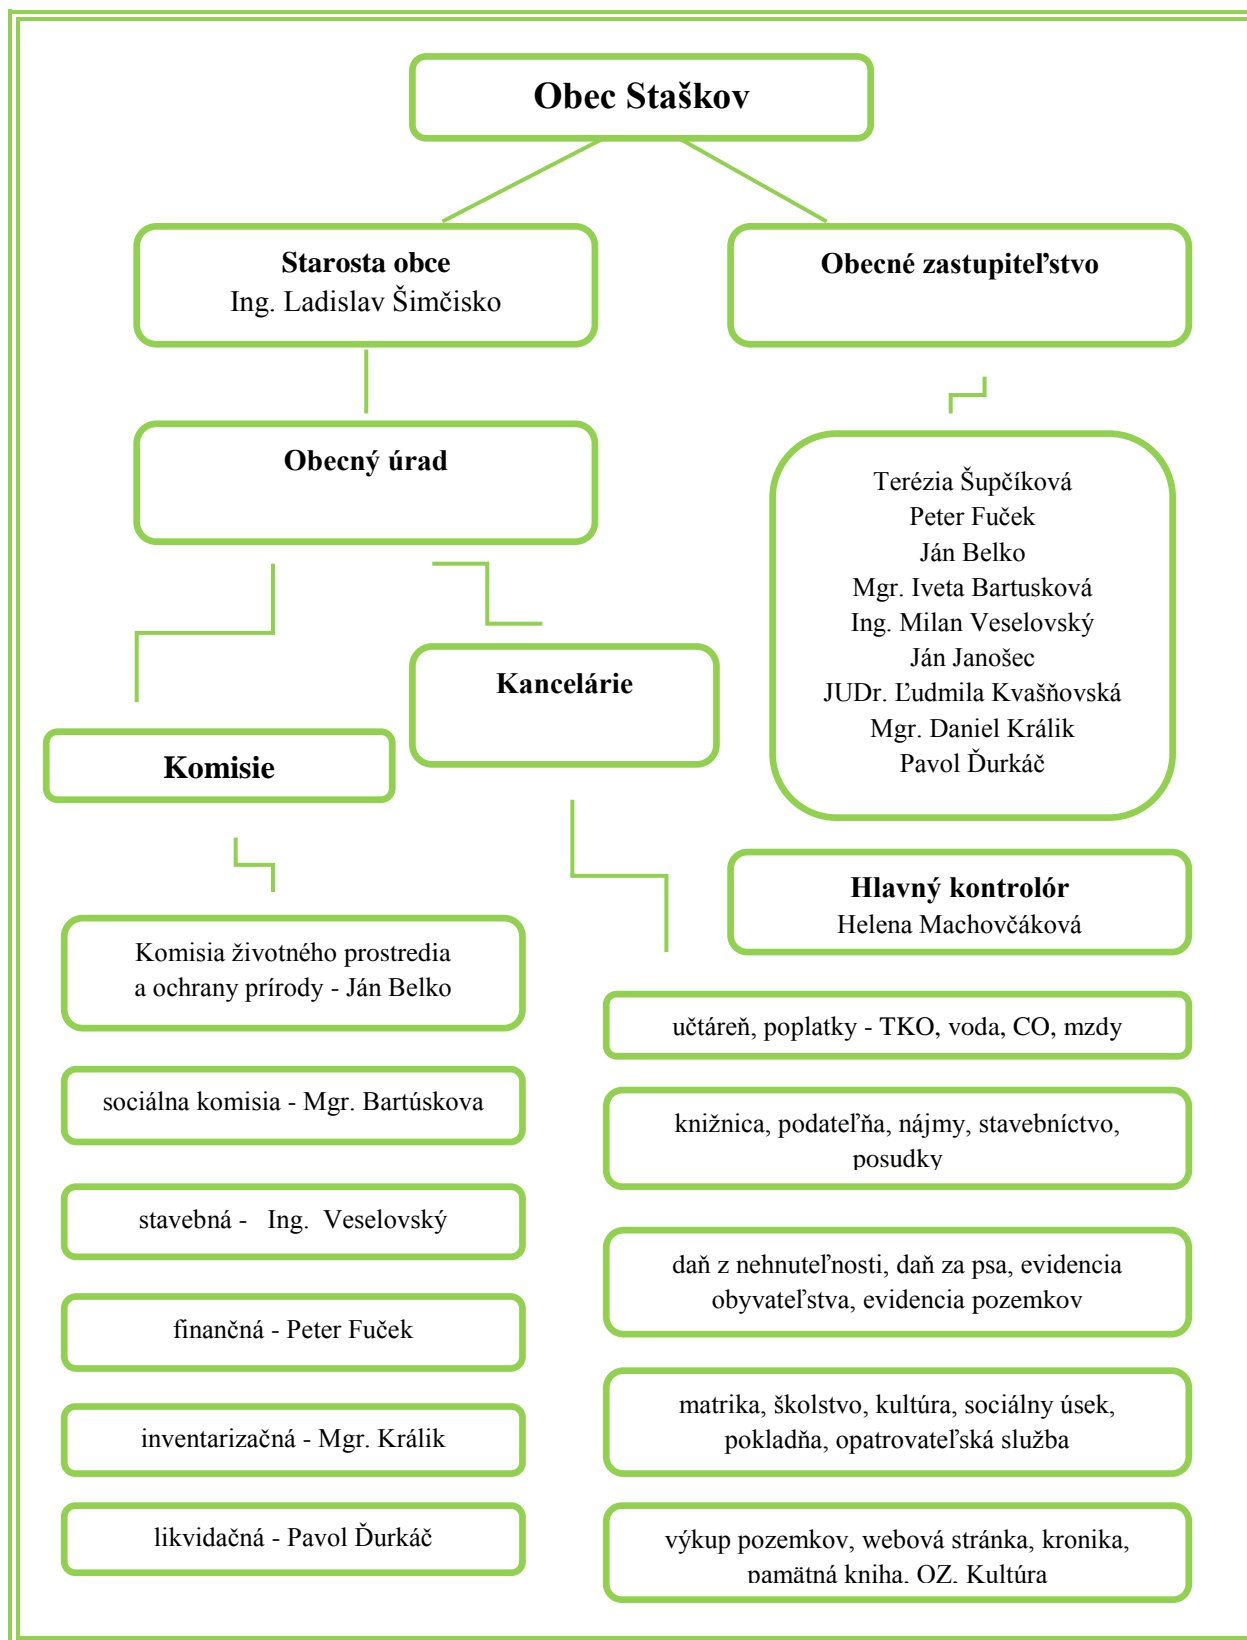 Obec Staškov
Starosta obce
Ing. Ladislav Šimčisko
Obecné zastupiteľstvo
Obecný úrad
Terézia Šupčíková
Peter Fuček
Ján Belko
Mgr. Iveta Bartusková
Ing. Milan Veselovský
Ján Janošec
JUDr. Ľudmila Kvašňovská
Mgr. Daniel Králik
Pavol Ďurkáč
Kancelárie
Komisie
Hlavný kontrolór
Helena Machovčáková
Komisia životného prostredia
a ochrany prírody - Ján Belko
sociálna komisia - Mgr. Bartúskova
stavebná -   Ing.  Veselovský
finančná - Peter Fuček
inventarizačná - Mgr. Králik
likvidačná - Pavol Ďurkáč
učtáreň, poplatky - TKO, voda, CO, mzdy
knižnica, podateľňa, nájmy, stavebníctvo,
posudky
daň z nehnuteľnosti, daň za psa, evidencia
obyvateľstva, evidencia pozemkov
matrika, školstvo, kultúra, sociálny úsek,
pokladňa, opatrovateľská služba
výkup pozemkov, webová stránka, kronika,
pamätná kniha, OZ, Kultúra